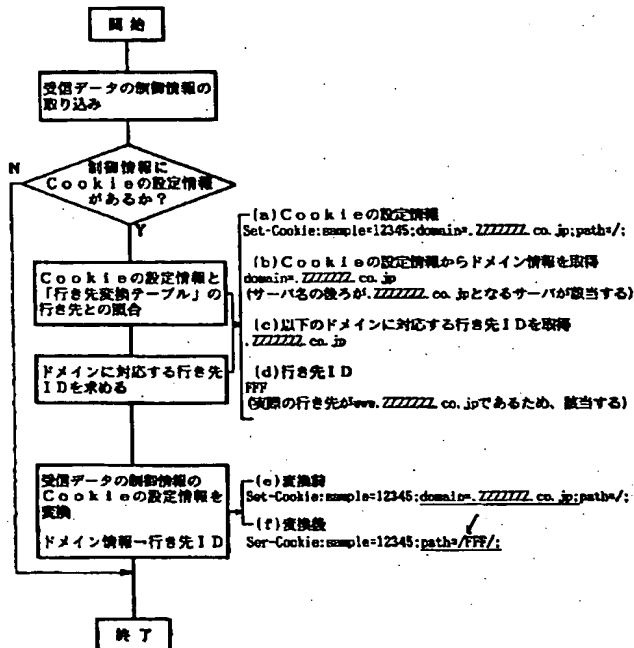 開始
受信データの制御情報の
取り込み
N
制御情報に
Cookieの設定情報
があるか?
Y
(a)Cookieの設定情報
Set-Cookie:sample=12345;domain=.ZZZZZZZ.co.jp;path=/;
Cookieの設定情報と
「行き先変換テーブル」の
行き先との照合
(b)Cookieの設定情報からドメイン情報を取得
domain=.ZZZZZZZ.co.jp
(サーバ名の後ろが.ZZZZZZZ.co.jpとなるサーバが該当する)
(c)以下のドメインに対応する行き先IDを取得
.ZZZZZZZ.co.jp
ドメインに対応する行き先
IDを求める
(d)行き先ID
FFF
(実際の行き先がwww.ZZZZZZZ.co.jpであるため、該当する)
受信データの制御情報の
Cookieの設定情報を
変換
ドメイン情報→行き先ID
(e)変換前
Set-Cookie:sample=12345;domain=.ZZZZZZZ.co.jp;path=/;
(f)変換後
Ser-Cookie:sample=12345;path=/FFF/;
終了